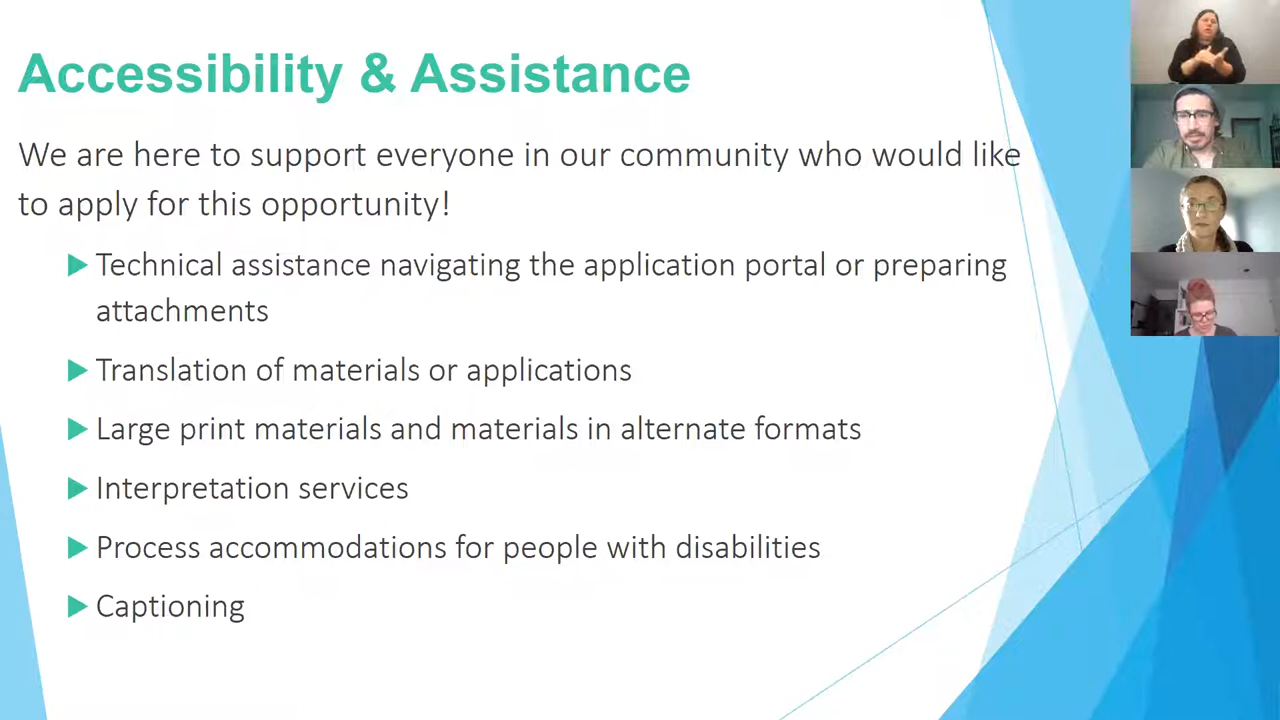 Accessibility & Assistance
We are here to support everyone in our community who would like
to apply for this opportunity!
Technical assistance navigating the application portal or preparing
attachments
Translation of materials or applications
Large print materials and materials in alternate formats
Interpretation services
Process accommodations for people with disabilities
Captioning